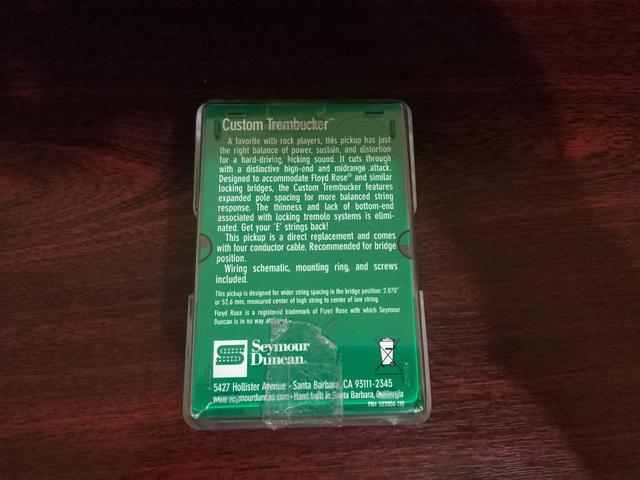 Custom Trembucker™
A favorite with rock players, this pickup has just
the right balance of power, sustain, and distortion
for a hard-driving, kicking sound. It cuts through
with a distinctive high-end and midrange attack.
Designed to accommodate Floyd Rose® and similar
locking bridges, the Custom Trembucker features
expanded pole spacing for more balanced string
response. The thinness and lack of bottom-end
associated with locking tremolo systems is elimi-
nated. Get your 'E' strings back!
This pickup is a direct replacement and comes
with four conductor cable. Recommended for bridge
position.
Wiring schematic, mounting ring, and screws
included.
This pickup is designed for wider string spacing in the bridge position: 2.070"
or 52.6 mm, measured center of high string to center of low string.
Floyd Rose is a registered trademark of Floyd Rose with which Seymour
Duncan is in no way affiliated.
Seymour
Duncan®
5427 Hollister Avenue • Santa Barbara, CA 93111-2345
www.seymourduncan.com • Hand built in Santa Barbara, California
PN# 502006-110